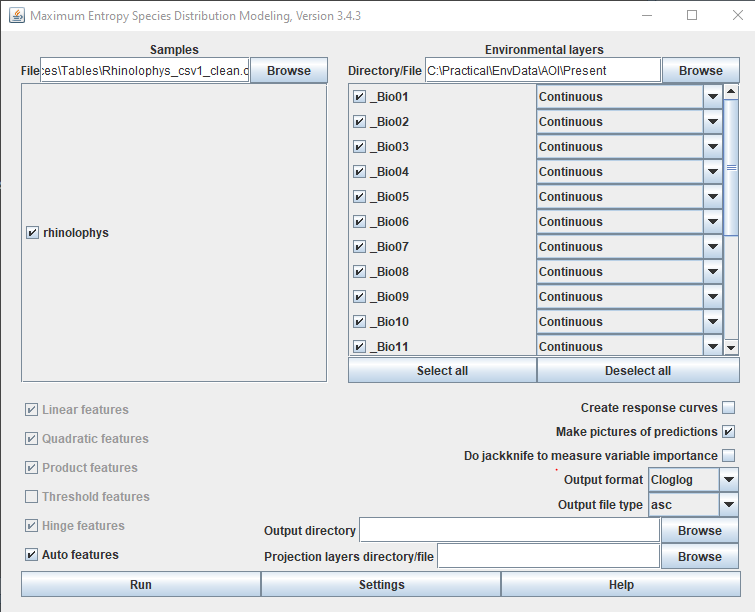 Maximum Entropy Species Distribution Modeling, Version 3.4.3
Samples
Environmental layers
File ces\Tables\Rhinolophys_csv1_clean.c Browse
Directory/File C:\Practical\EnvData\AOI\Present Browse
_Bio01 Continuous
_Bio02 Continuous
_Bio03 Continuous
_Bio04 Continuous
_Bio05 Continuous
_Bio06 Continuous
_Bio07 Continuous
_Bio08 Continuous
_Bio09 Continuous
_Bio10 Continuous
_Bio11 Continuous
rhinolophys
Select all Deselect all
Linear features
Quadratic features
Product features
Threshold features
Hinge features
Auto features
Create response curves
Make pictures of predictions
Do jackknife to measure variable importance
Output format Cloglog
Output file type asc
Output directory Browse
Projection layers directory/file Browse
Run Settings Help